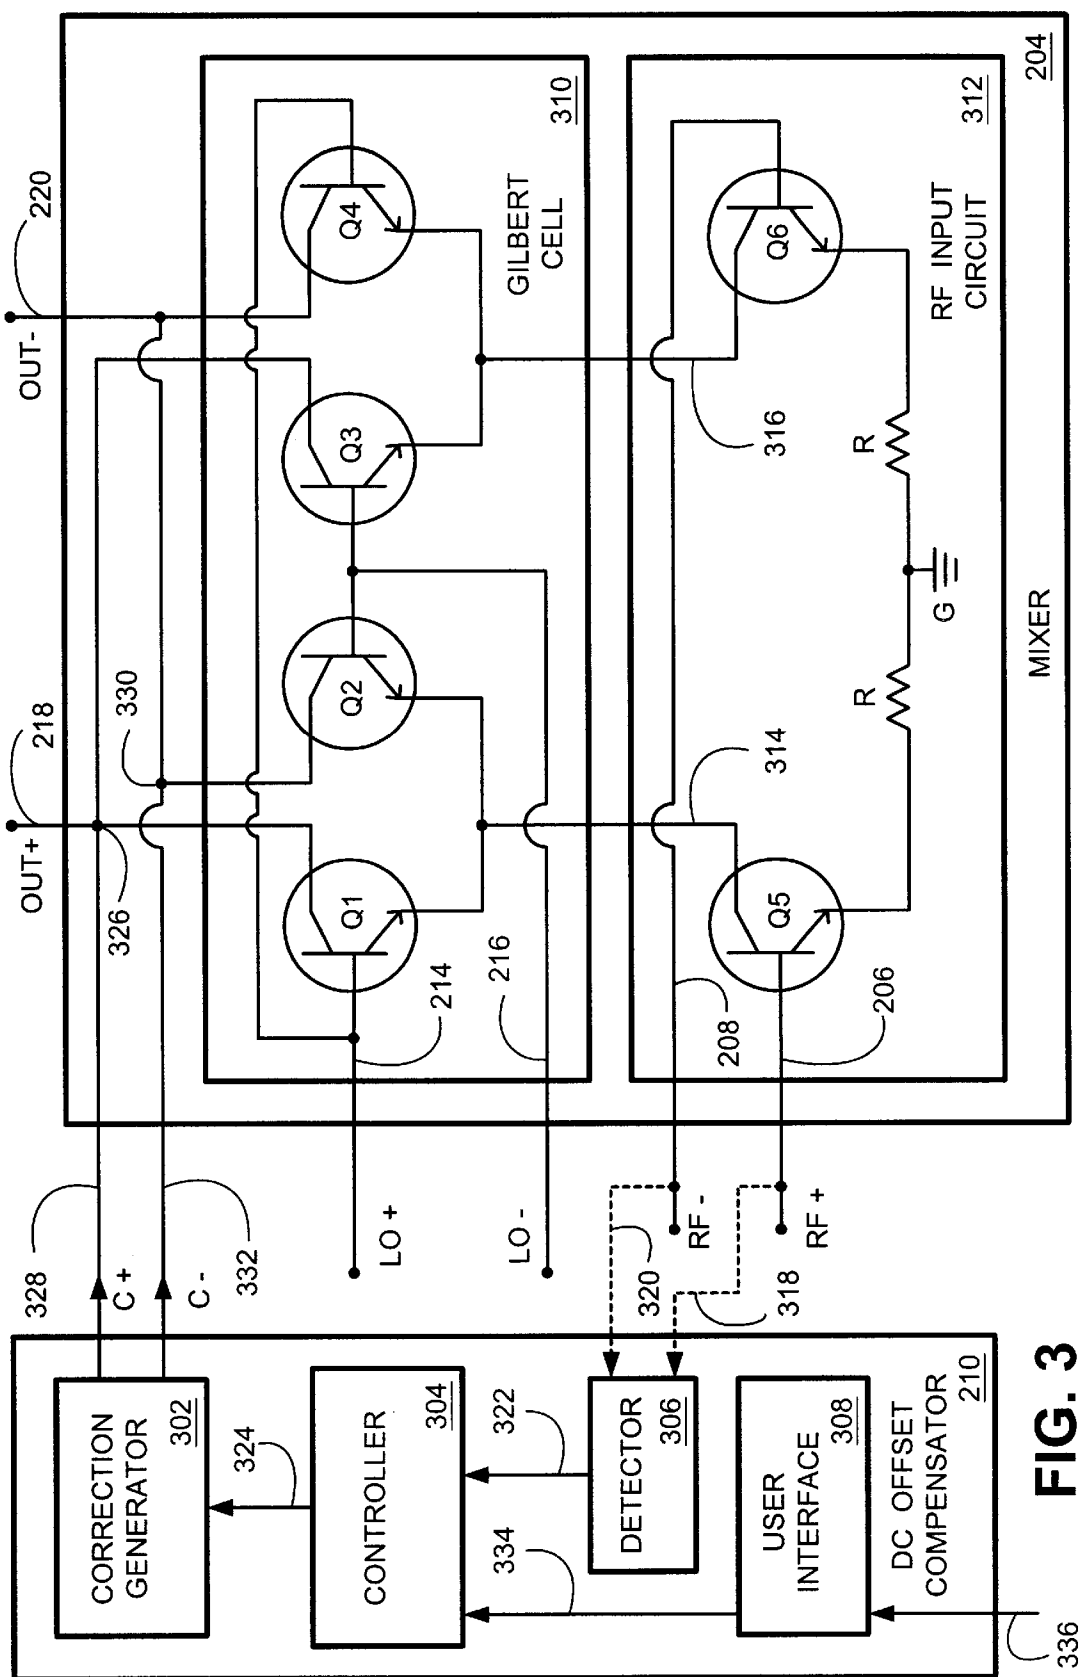 OUT+
218
330
OUT-
220
326
328
C +
C -
332
Q1
Q2
Q3
Q4
GILBERT
CELL
310
214
216
LO +
LO -
314
316
208
206
Q5
Q6
R
R
G
RF INPUT
CIRCUIT
312
MIXER
204
RF -
RF +
320
318
CORRECTION
GENERATOR
302
324
CONTROLLER
304
322
334
DETECTOR
306
USER
INTERFACE
308
DC OFFSET
COMPENSATOR
210
336
FIG. 3